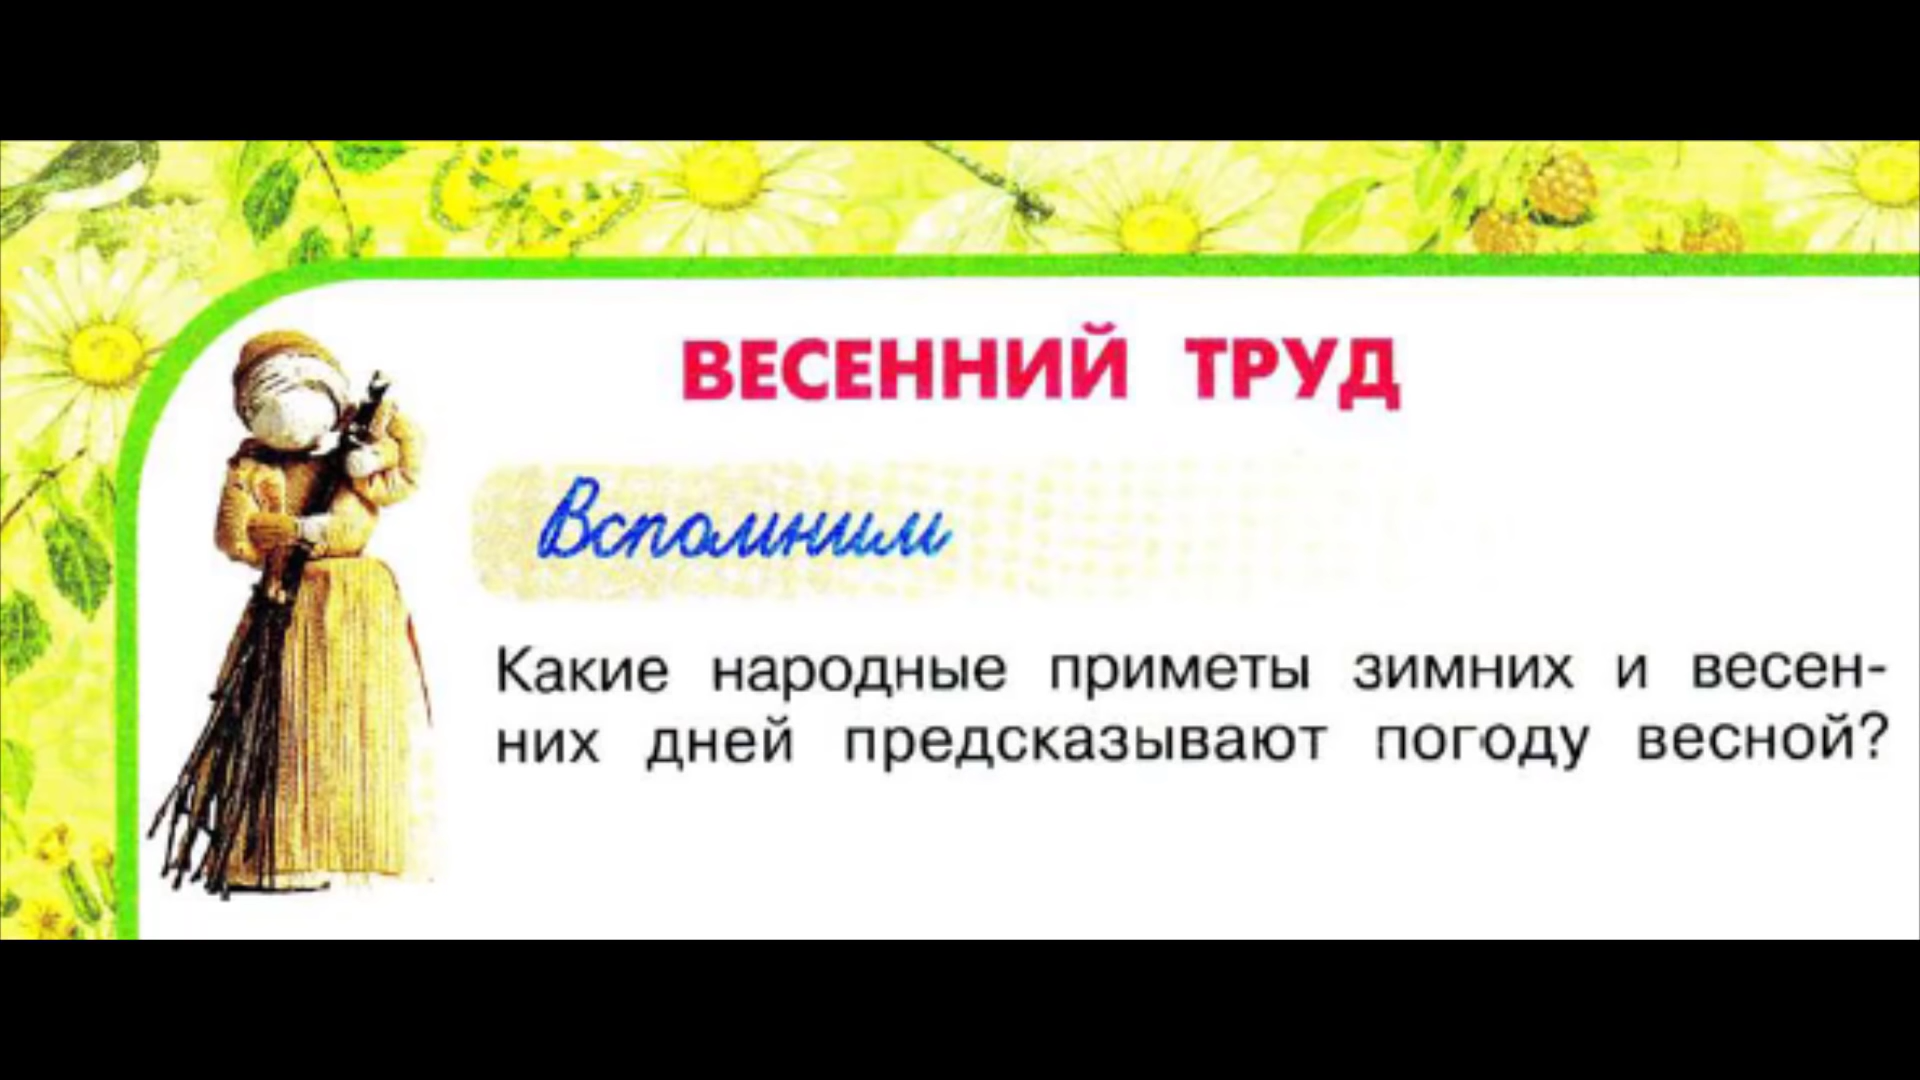 ВЕСЕННИЙ ТРУД
Вспомним
Какие народные приметы зимних и весен-
них дней предсказывают погоду весной?